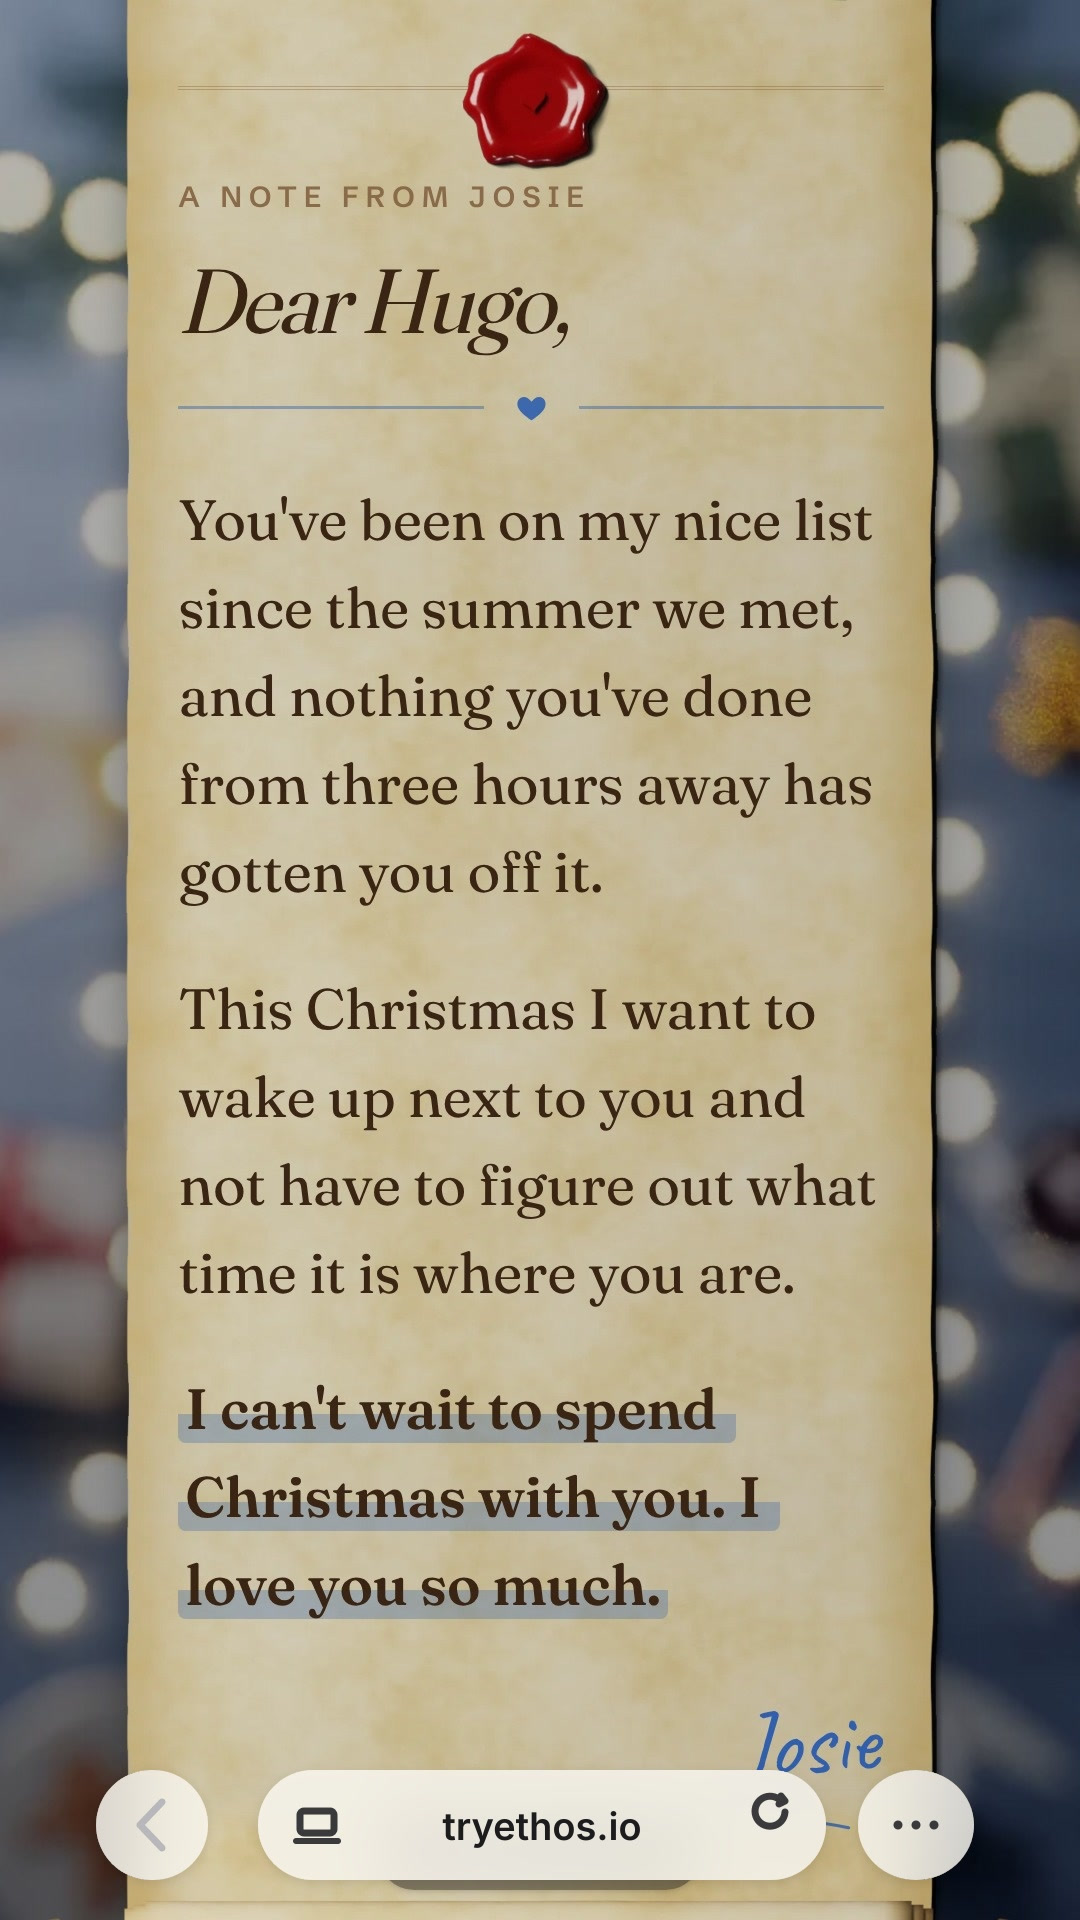 A NOTE FROM JOSIE
Dear Hugo,
You've been on my nice list
since the summer we met,
and nothing you've done
from three hours away has
gotten you off it.
This Christmas I want to
wake up next to you and
not have to figure out what
time it is where you are.
I can't wait to spend
Christmas with you. I
love you so much.
Josie
tryethos.io